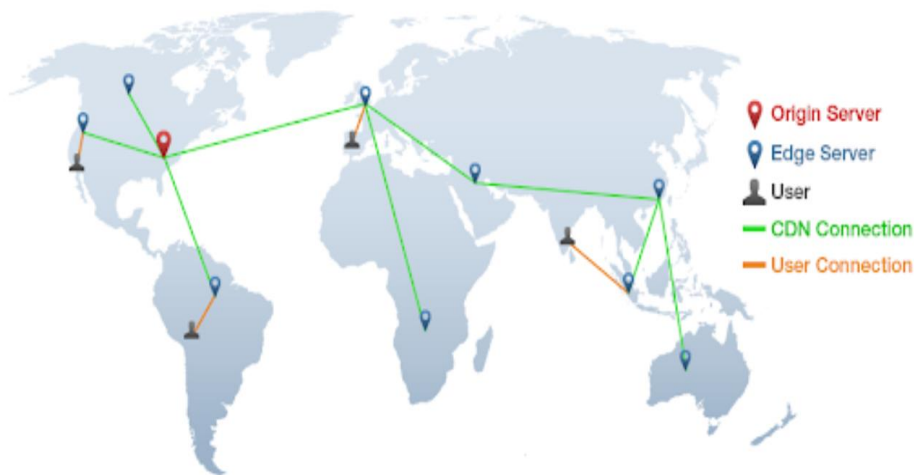 Origin Server
Edge Server
User
CDN Connection
User Connection